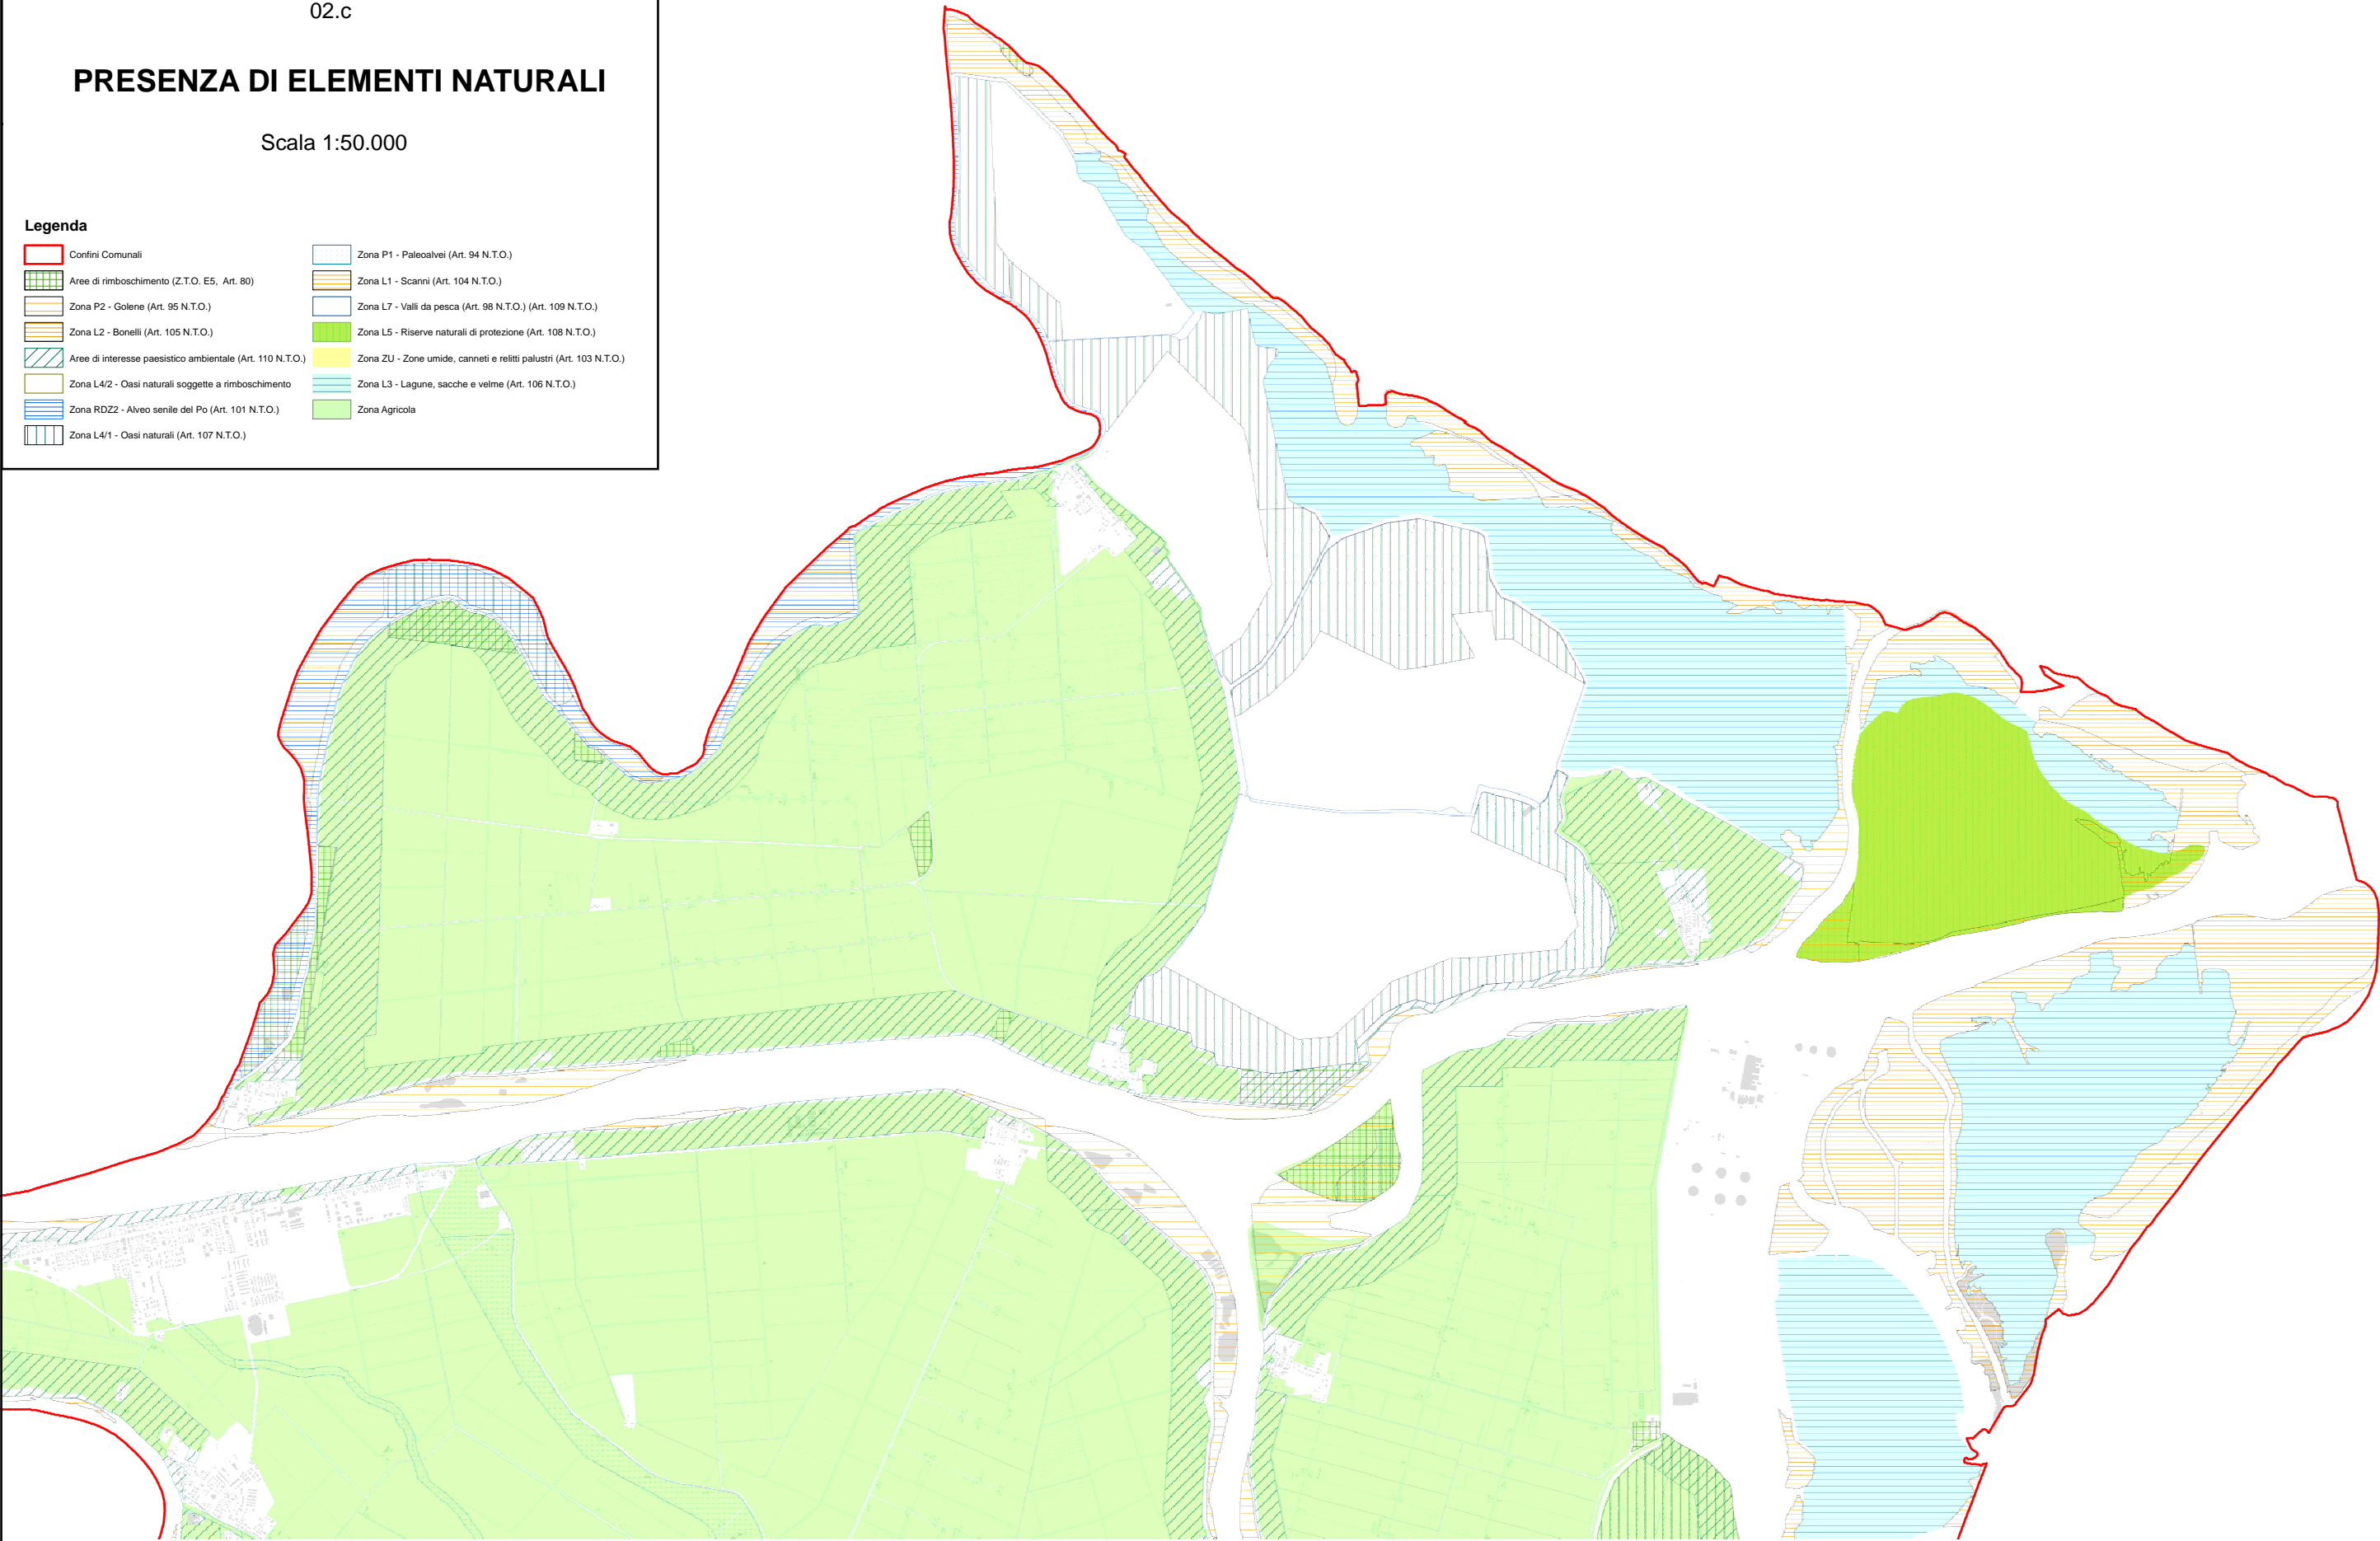 02.c
PRESENZA DI ELEMENTI NATURALI
Scala 1:50.000
Legenda
Confini Comunali
Aree di rimboschimento (Z.T.O. E5, Art. 80)
Zona P2 - Golene (Art. 95 N.T.O.)
Zona L2 - Bonelli (Art. 105 N.T.O.)
Aree di interesse paesistico ambientale (Art. 110 N.T.O.)
Zona L4/2 - Oasi naturali soggette a rimboschimento
Zona RDZ2 - Alveo senile del Po (Art. 101 N.T.O.)
Zona L4/1 - Oasi naturali (Art. 107 N.T.O.)
Zona P1 - Paleoalvei (Art. 94 N.T.O.)
Zona L1 - Scanni (Art. 104 N.T.O.)
Zona L7 - Valli da pesca (Art. 98 N.T.O.) (Art. 109 N.T.O.)
Zona L5 - Riserve naturali di protezione (Art. 108 N.T.O.)
Zona ZU - Zone umide, canneti e relitti palustri (Art. 103 N.T.O.)
Zona L3 - Lagune, sacche e velme (Art. 106 N.T.O.)
Zona Agricola